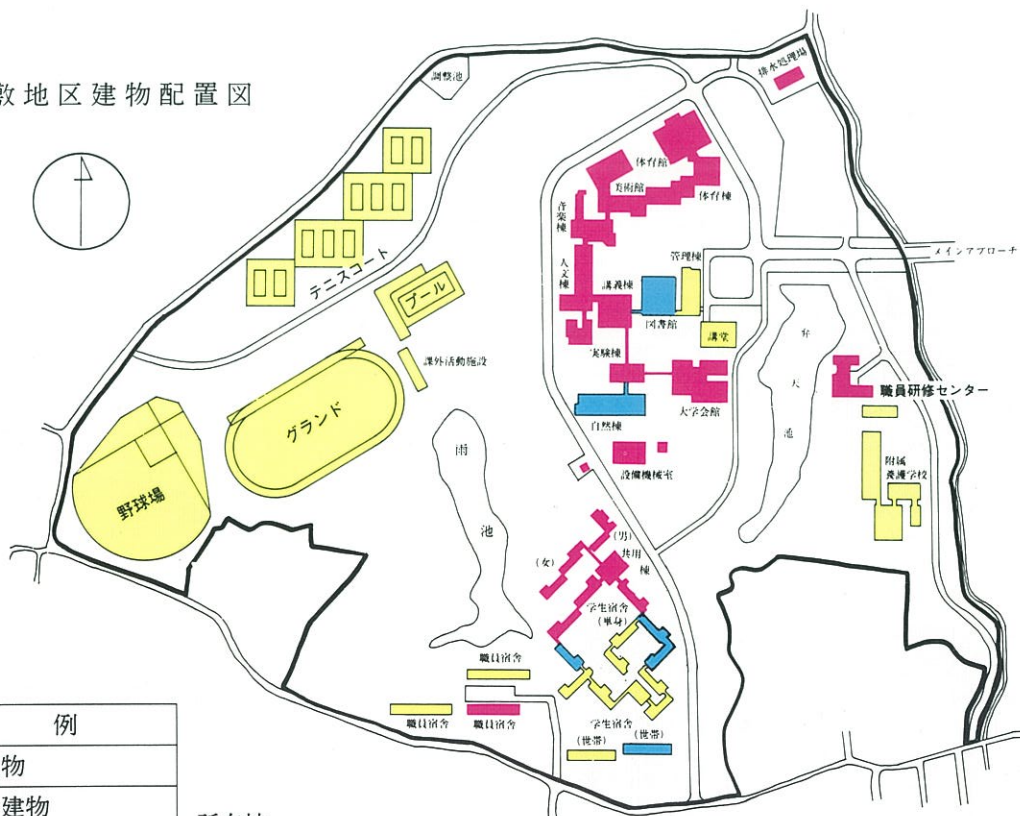 敷地区建物配置図
調整池
排水処理場
体育館
美術館
体育棟
音楽棟
テニスコート
人文棟
講義棟
管理棟
メインアプローチ
プール
図書館
講堂
弁天池
課外活動施設
実験棟
大学会館
職員研修センター
グランド
自然棟
雨池
設備機械室
附属
養護学校
野球場
(男)
共用棟
(女)
学生宿舎
(単身)
職員宿舎
職員宿舎
職員宿舎
学生宿舎
(世帯)
(世帯)
例
物
建物